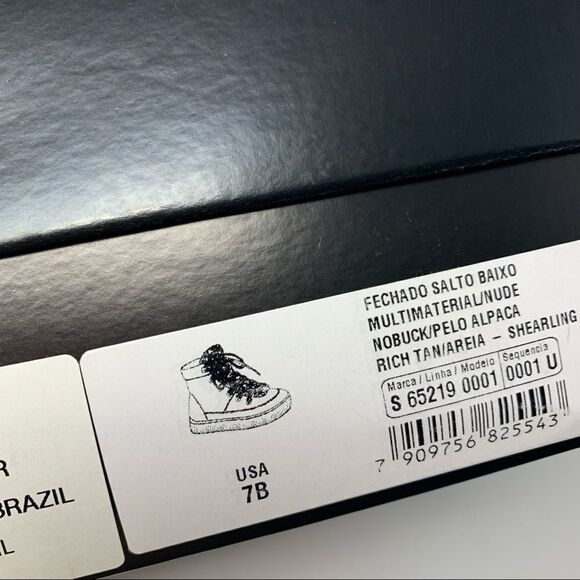 FECHADO SALTO BAIXO
MULTIMATERIAL/NUDE
NOBUCK/PELO ALPACA
RICH TAN/AREIA – SHEARLING
Marca / Linha / Modelo Sequencia
S 65219 0001 0001 U
7 909756 825543
USA
7B
R
BRAZIL
IL